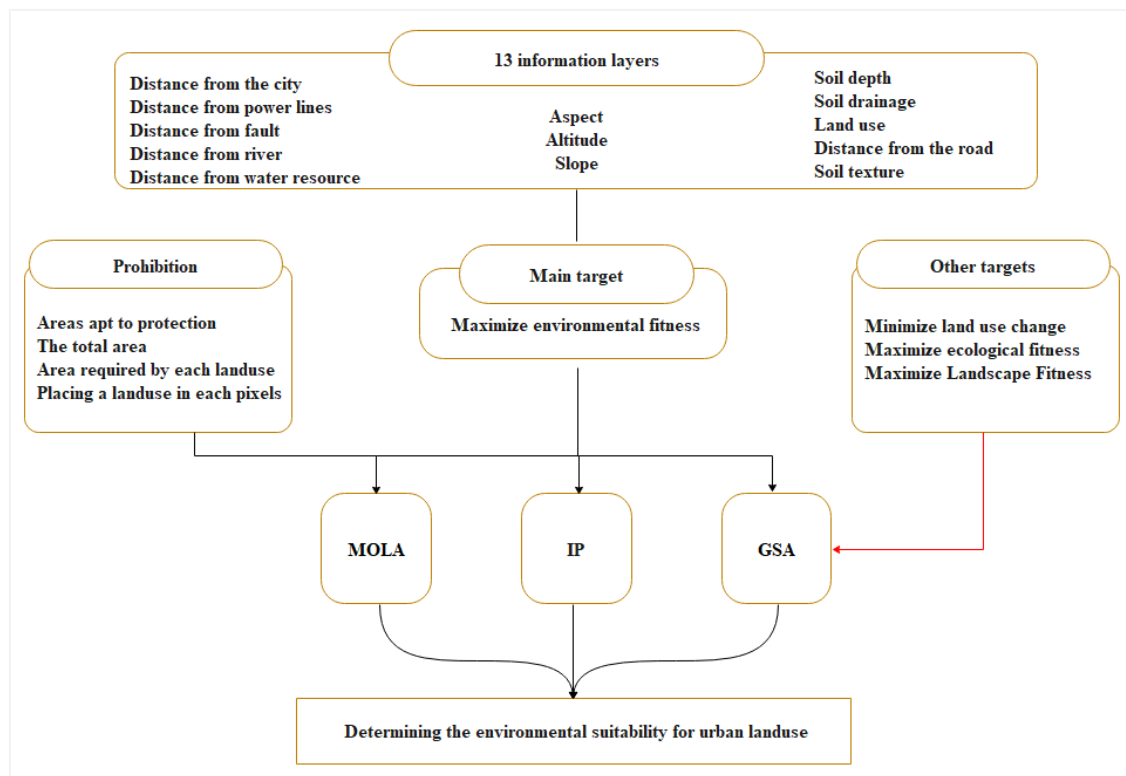 13 information layers
Distance from the city
Distance from power lines
Distance from fault
Distance from river
Distance from water resource
Aspect
Altitude
Slope
Soil depth
Soil drainage
Land use
Distance from the road
Soil texture
Prohibition
Areas apt to protection
The total area
Area required by each landuse
Placing a landuse in each pixels
Main target
Maximize environmental fitness
Other targets
Minimize land use change
Maximize ecological fitness
Maximize Landscape Fitness
MOLA
IP
GSA
Determining the environmental suitability for urban landuse